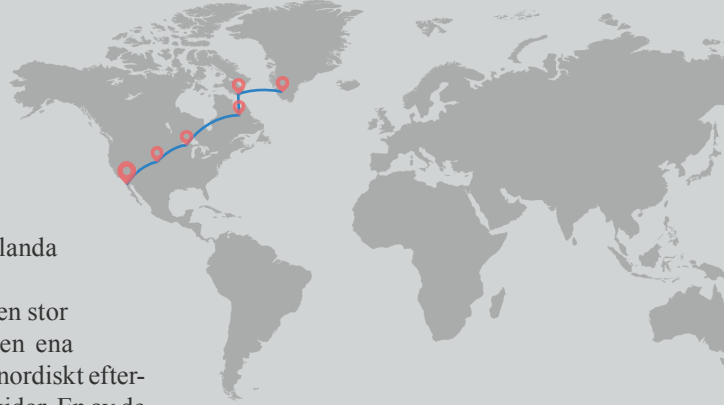 landa
en stor
en ena
nordiskt efter-